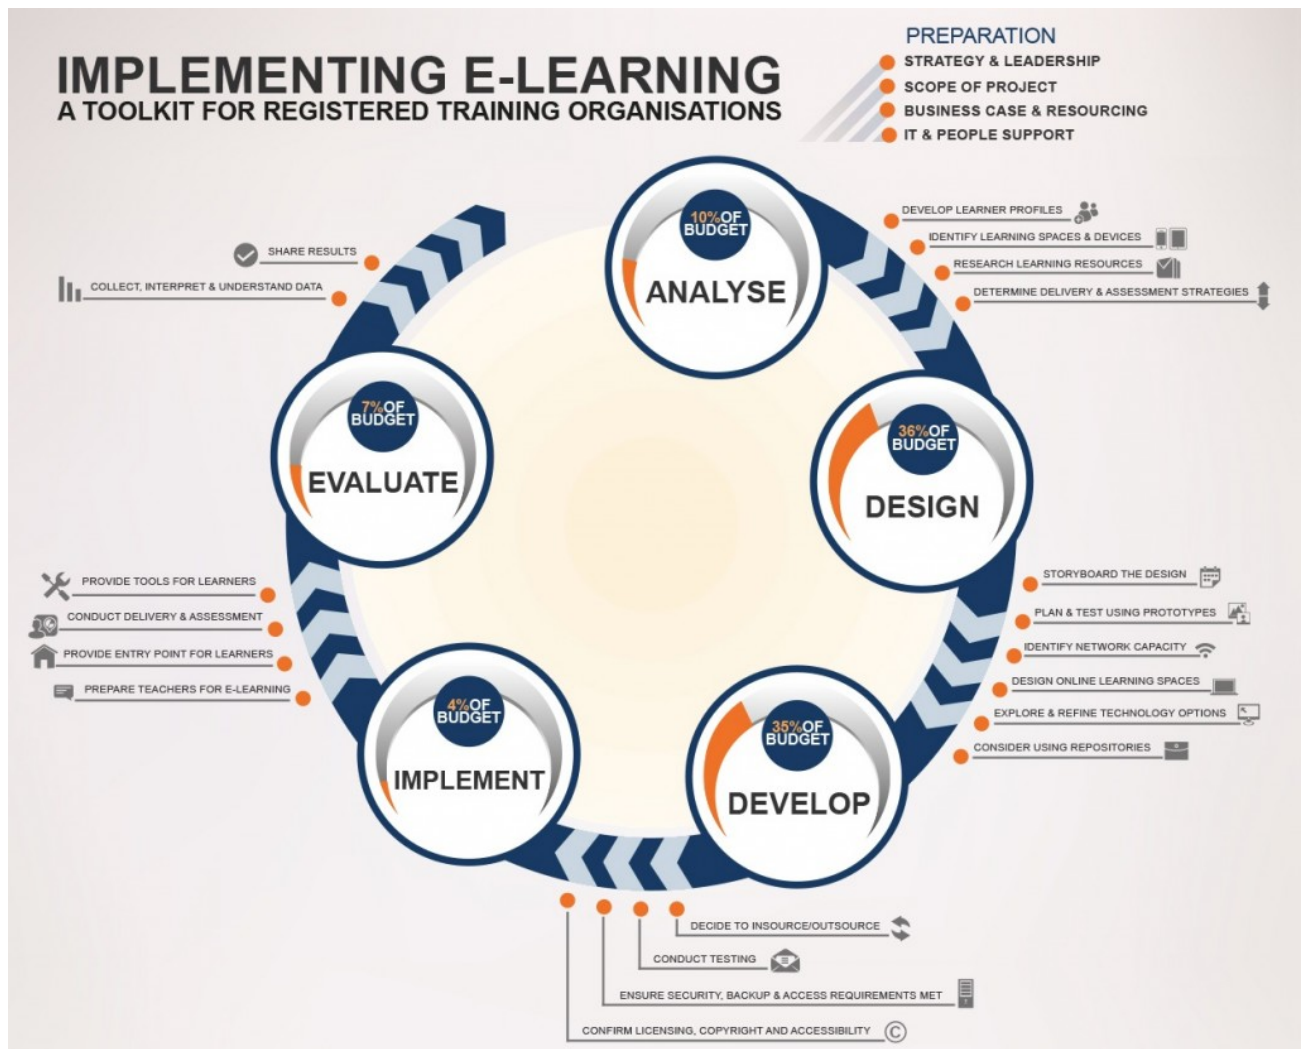 IMPLEMENTING E-LEARNING
A TOOLKIT FOR REGISTERED TRAINING ORGANISATIONS
PREPARATION
STRATEGY & LEADERSHIP
SCOPE OF PROJECT
BUSINESS CASE & RESOURCING
IT & PEOPLE SUPPORT
10% OF
BUDGET
ANALYSE
DEVELOP LEARNER PROFILES
IDENTIFY LEARNING SPACES & DEVICES
RESEARCH LEARNING RESOURCES
DETERMINE DELIVERY & ASSESSMENT STRATEGIES
36% OF
BUDGET
DESIGN
STORYBOARD THE DESIGN
PLAN & TEST USING PROTOTYPES
IDENTIFY NETWORK CAPACITY
DESIGN ONLINE LEARNING SPACES
EXPLORE & REFINE TECHNOLOGY OPTIONS
CONSIDER USING REPOSITORIES
35% OF
BUDGET
DEVELOP
DECIDE TO INSOURCE/OUTSOURCE
CONDUCT TESTING
ENSURE SECURITY, BACKUP & ACCESS REQUIREMENTS MET
CONFIRM LICENSING, COPYRIGHT AND ACCESSIBILITY ©
4% OF
BUDGET
IMPLEMENT
PROVIDE TOOLS FOR LEARNERS
CONDUCT DELIVERY & ASSESSMENT
PROVIDE ENTRY POINT FOR LEARNERS
PREPARE TEACHERS FOR E-LEARNING
7% OF
BUDGET
EVALUATE
SHARE RESULTS
COLLECT, INTERPRET & UNDERSTAND DATA